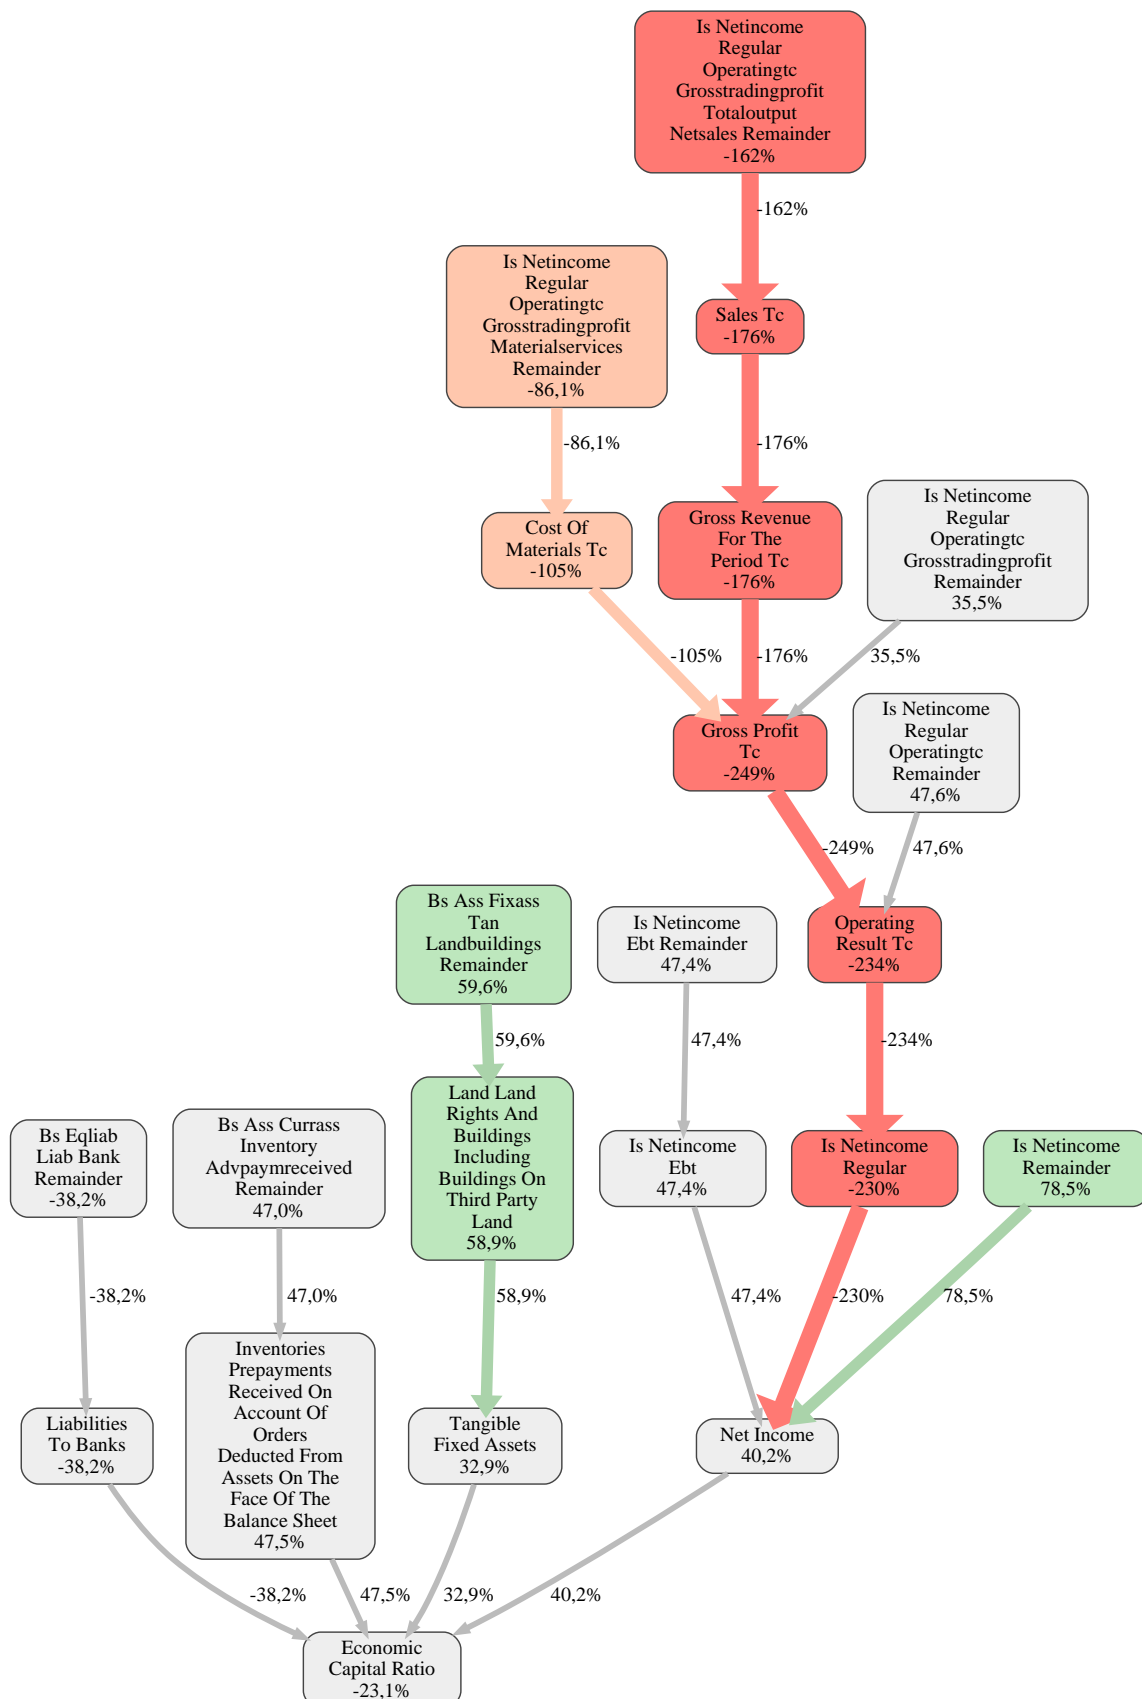 Is Netincome
Regular
Operatingtc
Grosstradingprofit
Totaloutput
Netsales Remainder
-162%
-162%
Is Netincome
Regular
Operatingtc
Grosstradingprofit
Materialservices
Remainder
-86,1%
Sales Tc
-176%
-86,1%
-176%
Is Netincome
Regular
Operatingtc
Grosstradingprofit
Remainder
35,5%
Cost Of
Materials Tc
-105%
Gross Revenue
For The
Period Tc
-176%
-105%
-176%
35,5%
Gross Profit
Tc
-249%
Is Netincome
Regular
Operatingtc
Remainder
47,6%
-249%
47,6%
Bs Ass Fixass
Tan
Landbuildings
Remainder
59,6%
Is Netincome
Ebt Remainder
47,4%
Operating
Result Tc
-234%
59,6%
47,4%
-234%
Bs Eqliab
Liab Bank
Remainder
-38,2%
Bs Ass Currass
Inventory
Advpaymreceived
Remainder
47,0%
Land Land
Rights And
Buildings
Including
Buildings On
Third Party
Land
58,9%
Is Netincome
Ebt
47,4%
Is Netincome
Regular
-230%
Is Netincome
Remainder
78,5%
-38,2%
47,0%
58,9%
47,4%
-230%
78,5%
Liabilities
To Banks
-38,2%
Inventories
Prepayments
Received On
Account Of
Orders
Deducted From
Assets On The
Face Of The
Balance Sheet
47,5%
Tangible
Fixed Assets
32,9%
Net Income
40,2%
-38,2%
47,5%
32,9%
40,2%
Economic
Capital Ratio
-23,1%